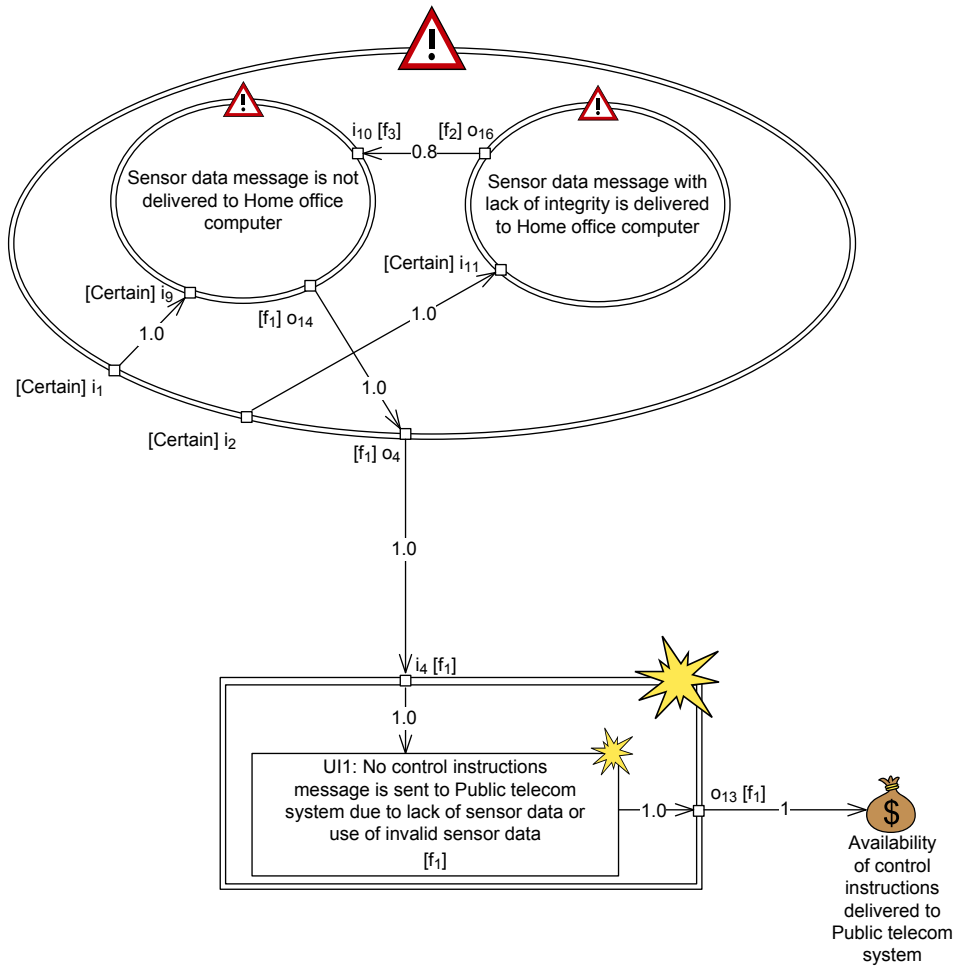 i₁₀ [f₃]
[f₂] o₁₆
0.8
Sensor data message is not
delivered to Home office
computer
Sensor data message with
lack of integrity is delivered
to Home office computer
[Certain] i₁₁
[Certain] i₉
[f₁] o₁₄
1.0
1.0
1.0
[Certain] i₁
[Certain] i₂
[f₁] o₄
1.0
i₄ [f₁]
1.0
UI1: No control instructions
message is sent to Public telecom
system due to lack of sensor data or
use of invalid sensor data
[f₁]
1.0
o₁₃ [f₁]
1
$
Availability
of control
instructions
delivered to
Public telecom
system